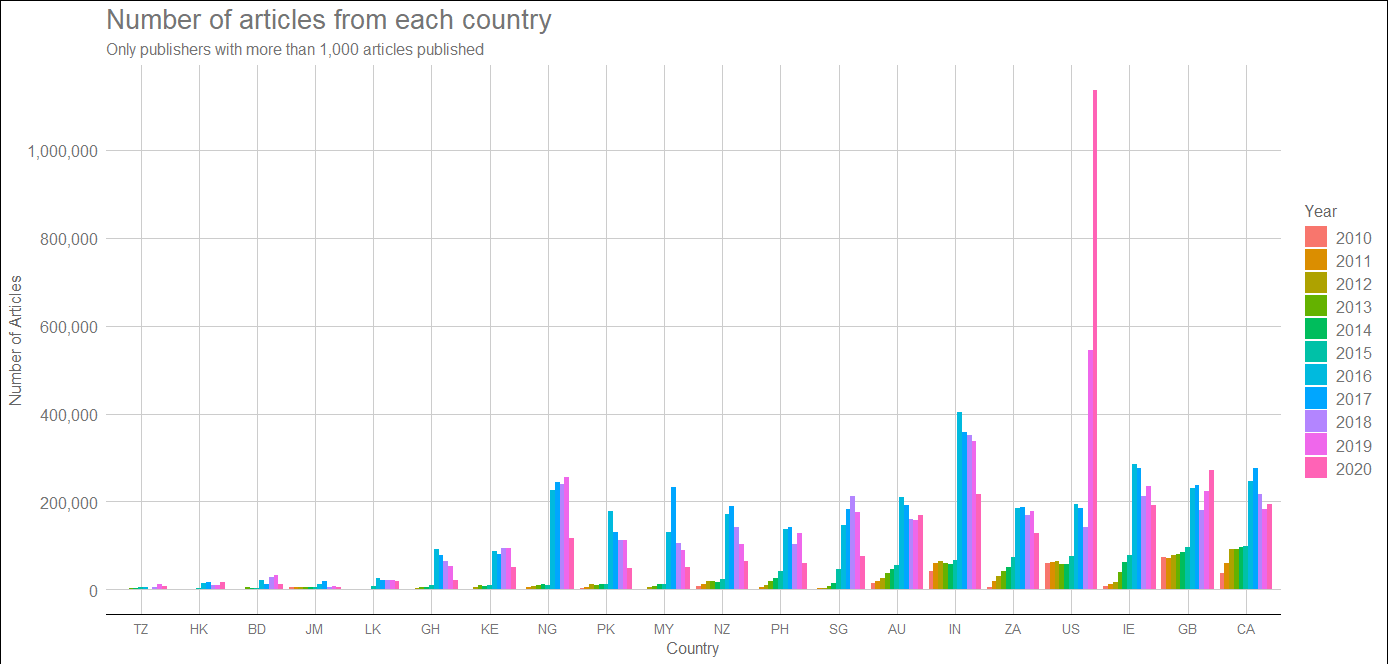 Number of articles from each country
Only publishers with more than 1,000 articles published
Number of Articles
1,000,000
800,000
600,000
400,000
200,000
0
TZ HK BD JM LK GH KE NG PK MY NZ PH SG AU IN ZA US IE GB CA
Country
Year
2010
2011
2012
2013
2014
2015
2016
2017
2018
2019
2020